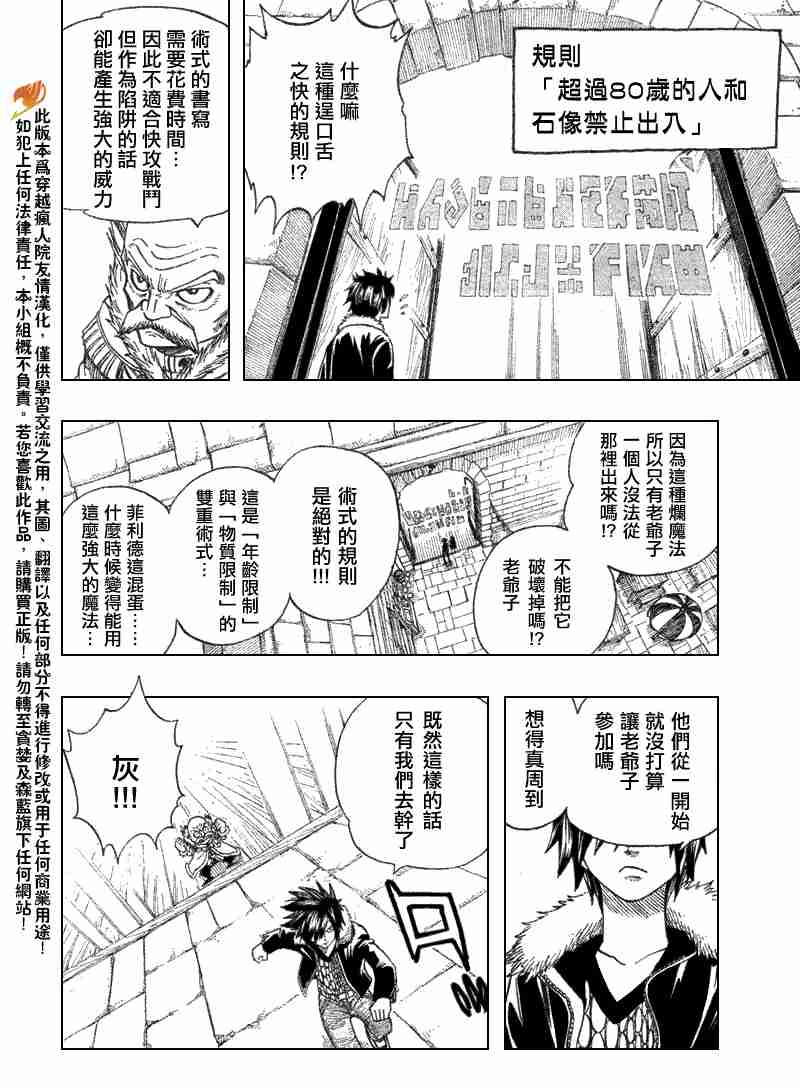 規則
「超過80歲的人和
石像禁止出入」
什麼嘛
這種逞口舌
之快的規則!?
術式的書寫
需要花費時間…
因此不適合快攻戰鬥
但作為陷阱的話
卻能產生強大的威力
因為這種爛魔法
所以只有老爺子
一個人沒法從
那裡出來嗎!?
不能把它
破壞掉嗎!?
老爺子
術式的規則
是絕對的!!!
這是「年齡限制」
與「物質限制」的
雙重術式…
菲利德這混蛋……
什麼時候變得能用
這麼強大的魔法…
他們從一開始
就沒打算
讓老爺子
參加嗎
想得真周到
既然這樣的話
只有我們去幹了
灰
!!!
此版本爲穿越瘋人院友情漢化，僅供學習交流之用，其圖、翻譯以及任何部分不得進行修改或用于任何商業用途！
如犯上任何法律責任，本小組概不負責。若您喜歡此作品，請購買正版！請勿轉至貪婪及森藍旗下任何網站！